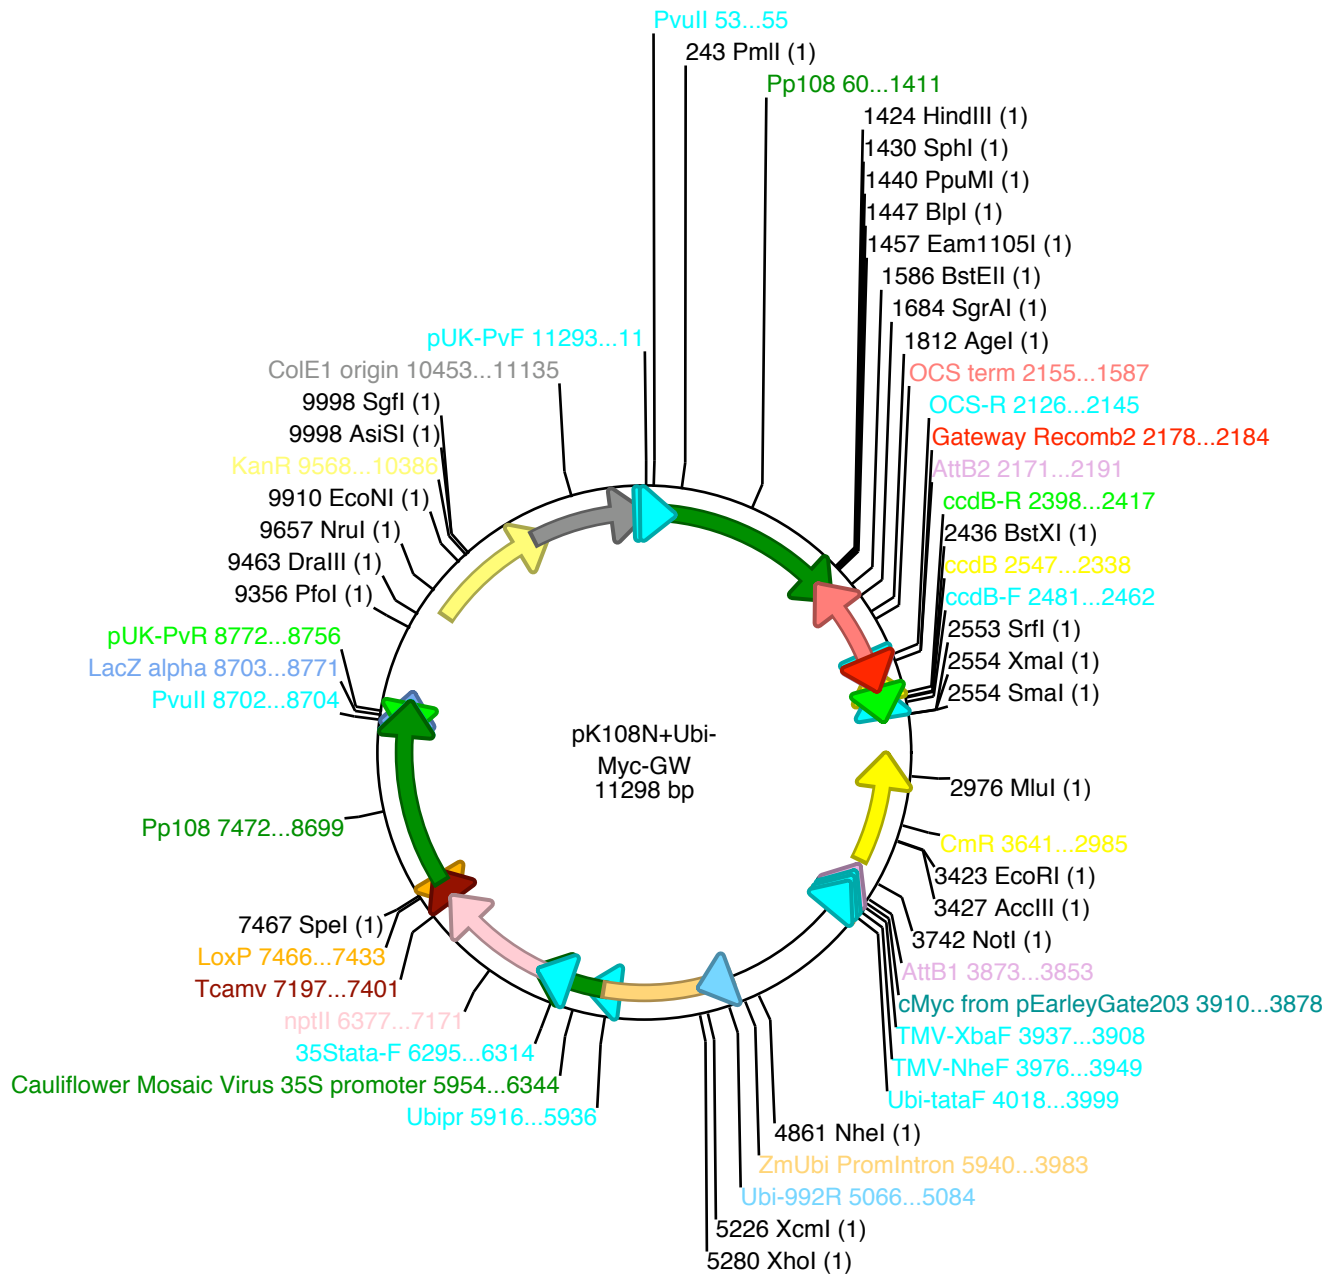 PvuII 53...55
243 PmlI (1)
Pp108 60...1411
1424 HindIII (1)
1430 SphI (1)
1440 PpuMI (1)
1447 BlpI (1)
1457 Eam1105I (1)
1586 BstEII (1)
1684 SgrAI (1)
1812 AgeI (1)
OCS term 2155...1587
OCS-R 2126...2145
Gateway Recomb2 2178...2184
AttB2 2171...2191
ccdB-R 2398...2417
2436 BstXI (1)
ccdB 2547...2338
ccdB-F 2481...2462
2553 SrfI (1)
2554 XmaI (1)
2554 SmaI (1)
2976 MluI (1)
CmR 3641...2985
3423 EcoRI (1)
3427 AccIII (1)
3742 NotI (1)
AttB1 3873...3853
cMyc from pEarleyGate203 3910...3878
TMV-XbaF 3937...3908
TMV-NheF 3976...3949
Ubi-tataF 4018...3999
4861 NheI (1)
ZmUbi PromIntron 5940...3983
Ubi-992R 5066...5084
5226 XcmI (1)
5280 XhoI (1)
Ubipr 5916...5936
Cauliflower Mosaic Virus 35S promoter 5954...6344
35Stata-F 6295...6314
nptII 6377...7171
Tcamv 7197...7401
LoxP 7466...7433
7467 SpeI (1)
Pp108 7472...8699
PvuII 8702...8704
LacZ alpha 8703...8771
pUK-PvR 8772...8756
9356 PfoI (1)
9463 DraIII (1)
9657 NruI (1)
9910 EcoNI (1)
KanR 9568...10386
9998 AsiSI (1)
9998 SgfI (1)
ColE1 origin 10453...11135
pUK-PvF 11293...11
pK108N+Ubi-
Myc-GW
11298 bp